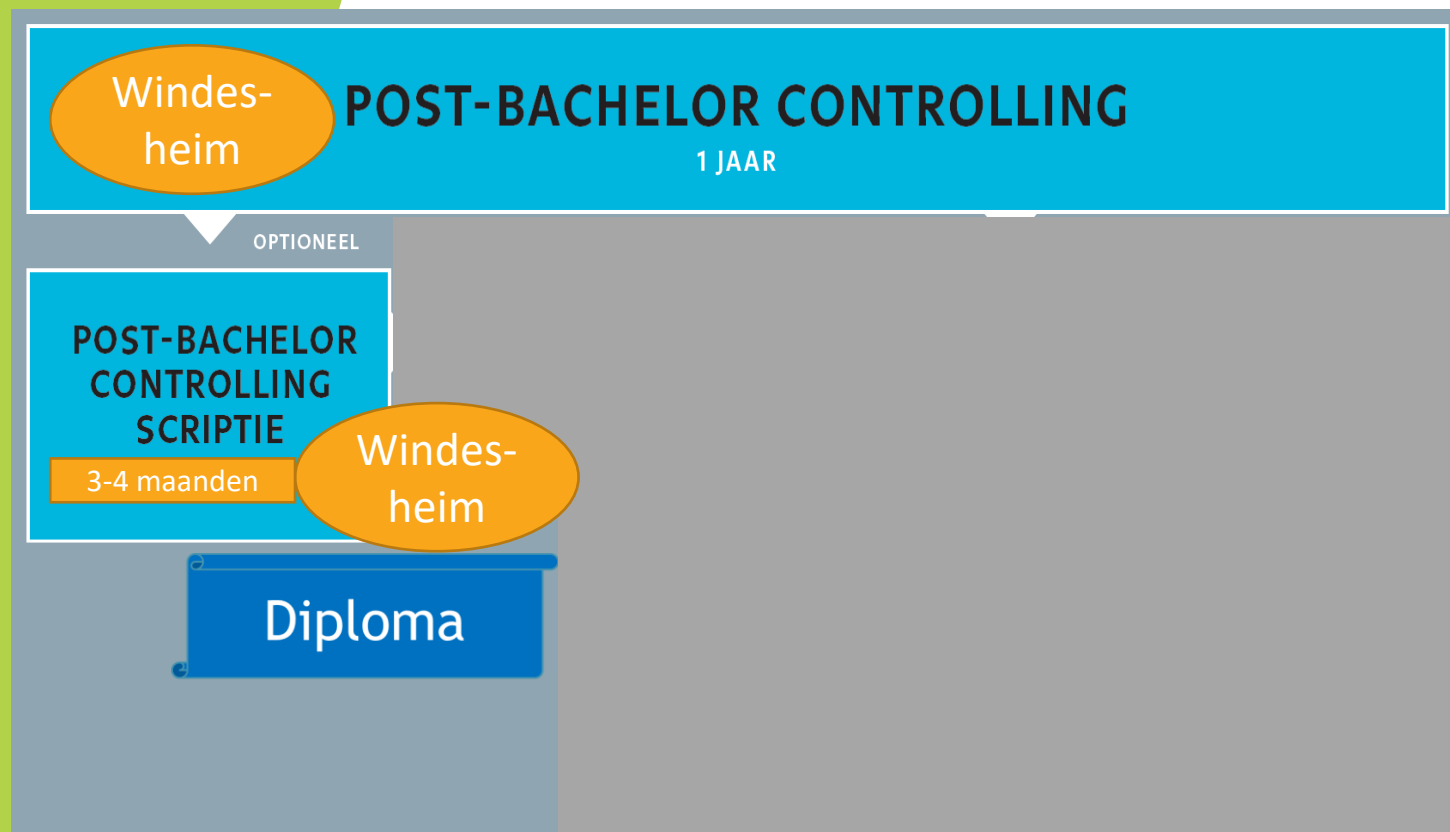 Windes-
heim
POST-BACHELOR CONTROLLING
1 JAAR
OPTIONEEL
POST-BACHELOR
CONTROLLING
SCRIPTIE
3-4 maanden
Windes-
heim
Diploma